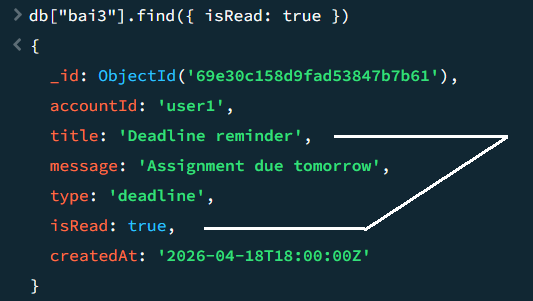 db["bai3"].find({ isRead: true })
{
_id: ObjectId('69e30c158d9fad53847b7b61'),
accountId: 'user1',
title: 'Deadline reminder',
message: 'Assignment due tomorrow',
type: 'deadline',
isRead: true,
createdAt: '2026-04-18T18:00:00Z'
}